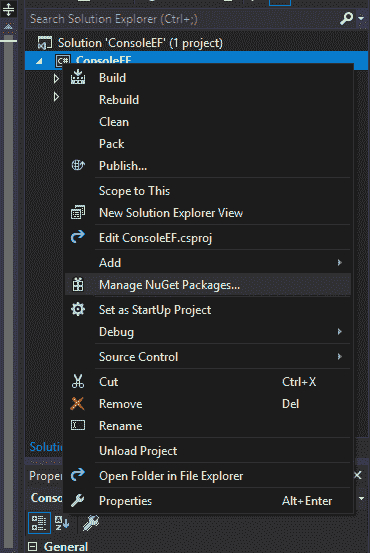 Search Solution Explorer (Ctrl+;)
Solution 'ConsoleEF' (1 project)
C# ConsoleEF
Build
Rebuild
Clean
Pack
Publish...
Scope to This
New Solution Explorer View
Edit ConsoleEF.csproj
Add
Manage NuGet Packages...
Set as StartUp Project
Debug
Source Control
Cut Ctrl+X
Remove Del
Rename
Unload Project
Solutio
Open Folder in File Explorer
Prope
Properties Alt+Enter
Conso
General